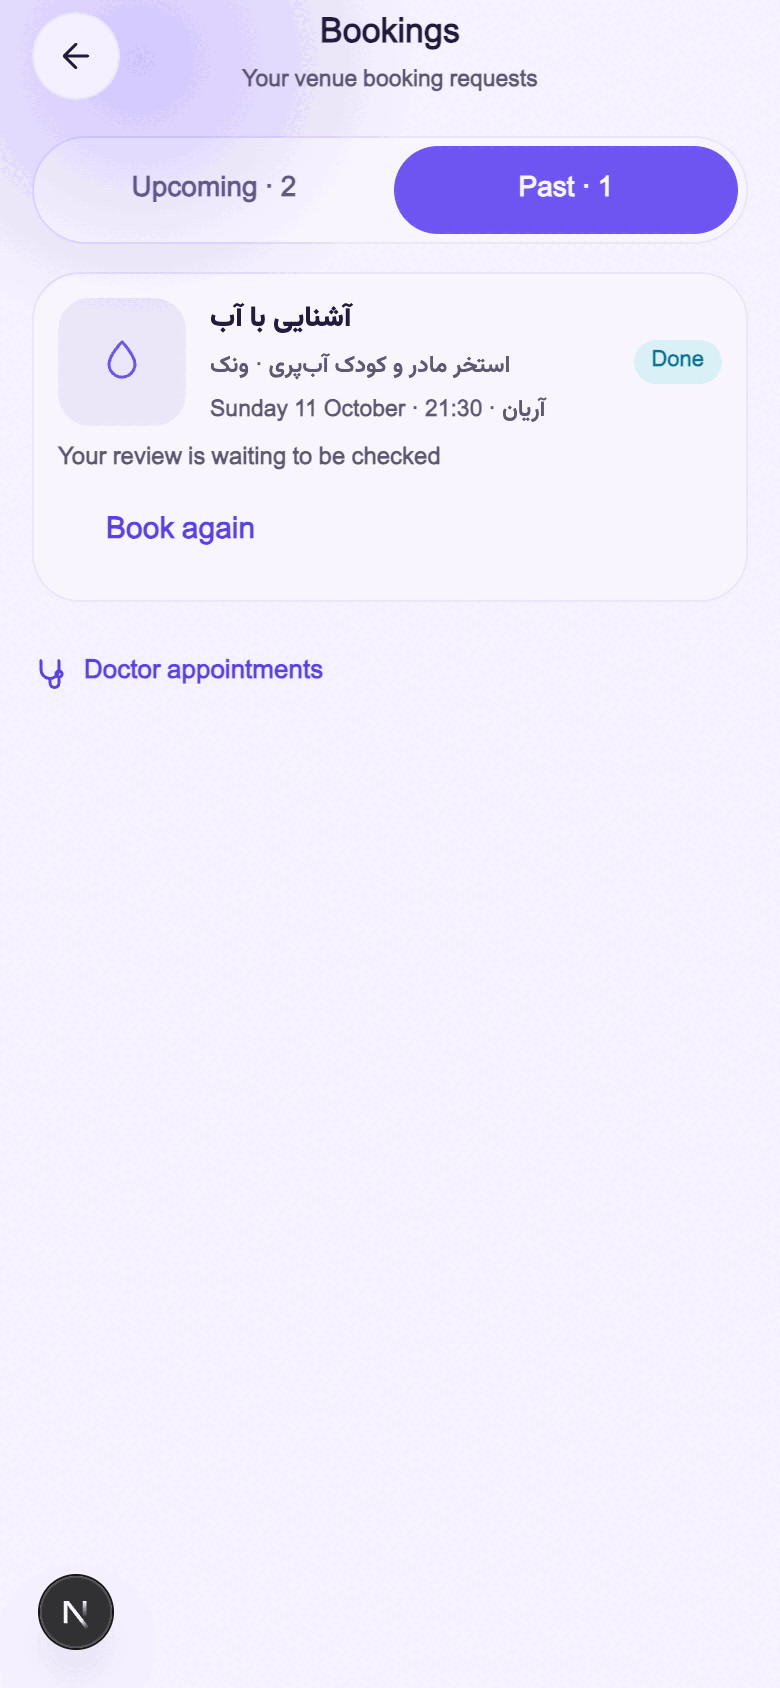 Bookings
Your venue booking requests
Upcoming · 2
Past · 1
آشنایی با آب
استخر مادر و کودک آب‌پری · ونک
Sunday 11 October · 21:30 · آریان
Done
Your review is waiting to be checked
Book again
Doctor appointments
N